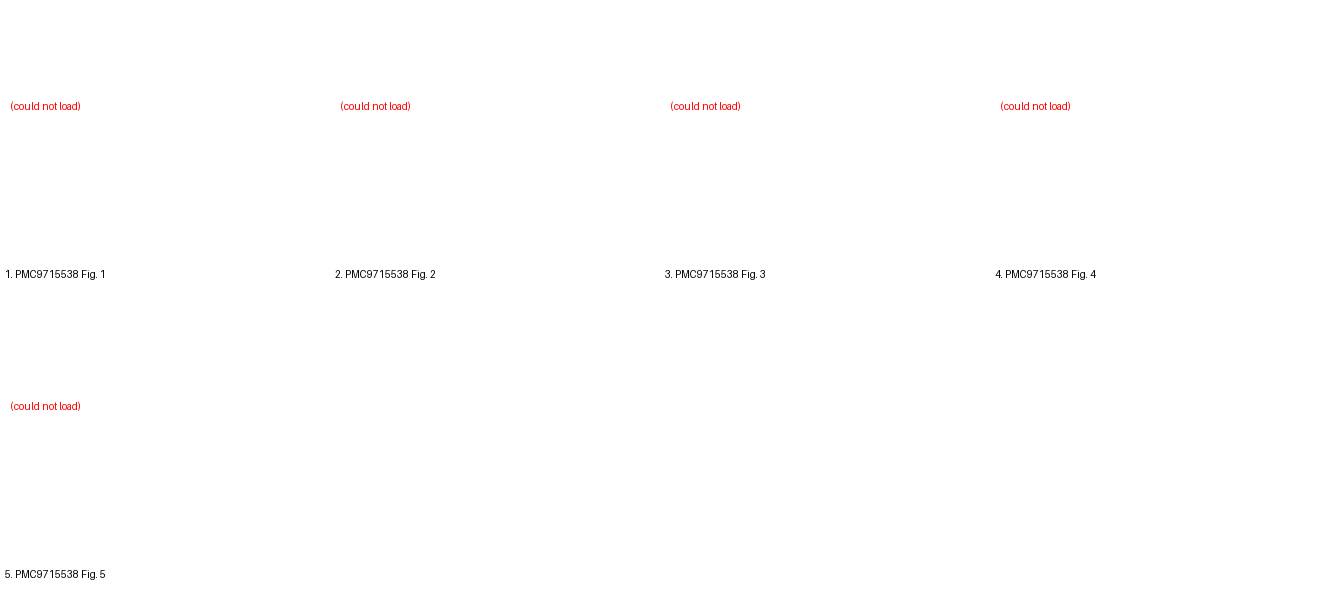 (could not load) (could not load) (could not load) (could not load)
1. PMC9715538 Fig. 1 2. PMC9715538 Fig. 2 3. PMC9715538 Fig. 3 4. PMC9715538 Fig. 4
(could not load)
5. PMC9715538 Fig. 5